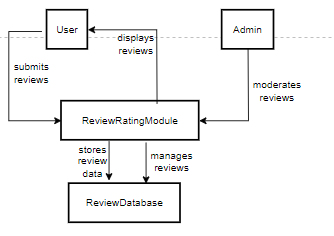 User
Admin
displays
reviews
submits
reviews
moderates
reviews
ReviewRatingModule
stores
review
data
manages
reviews
ReviewDatabase